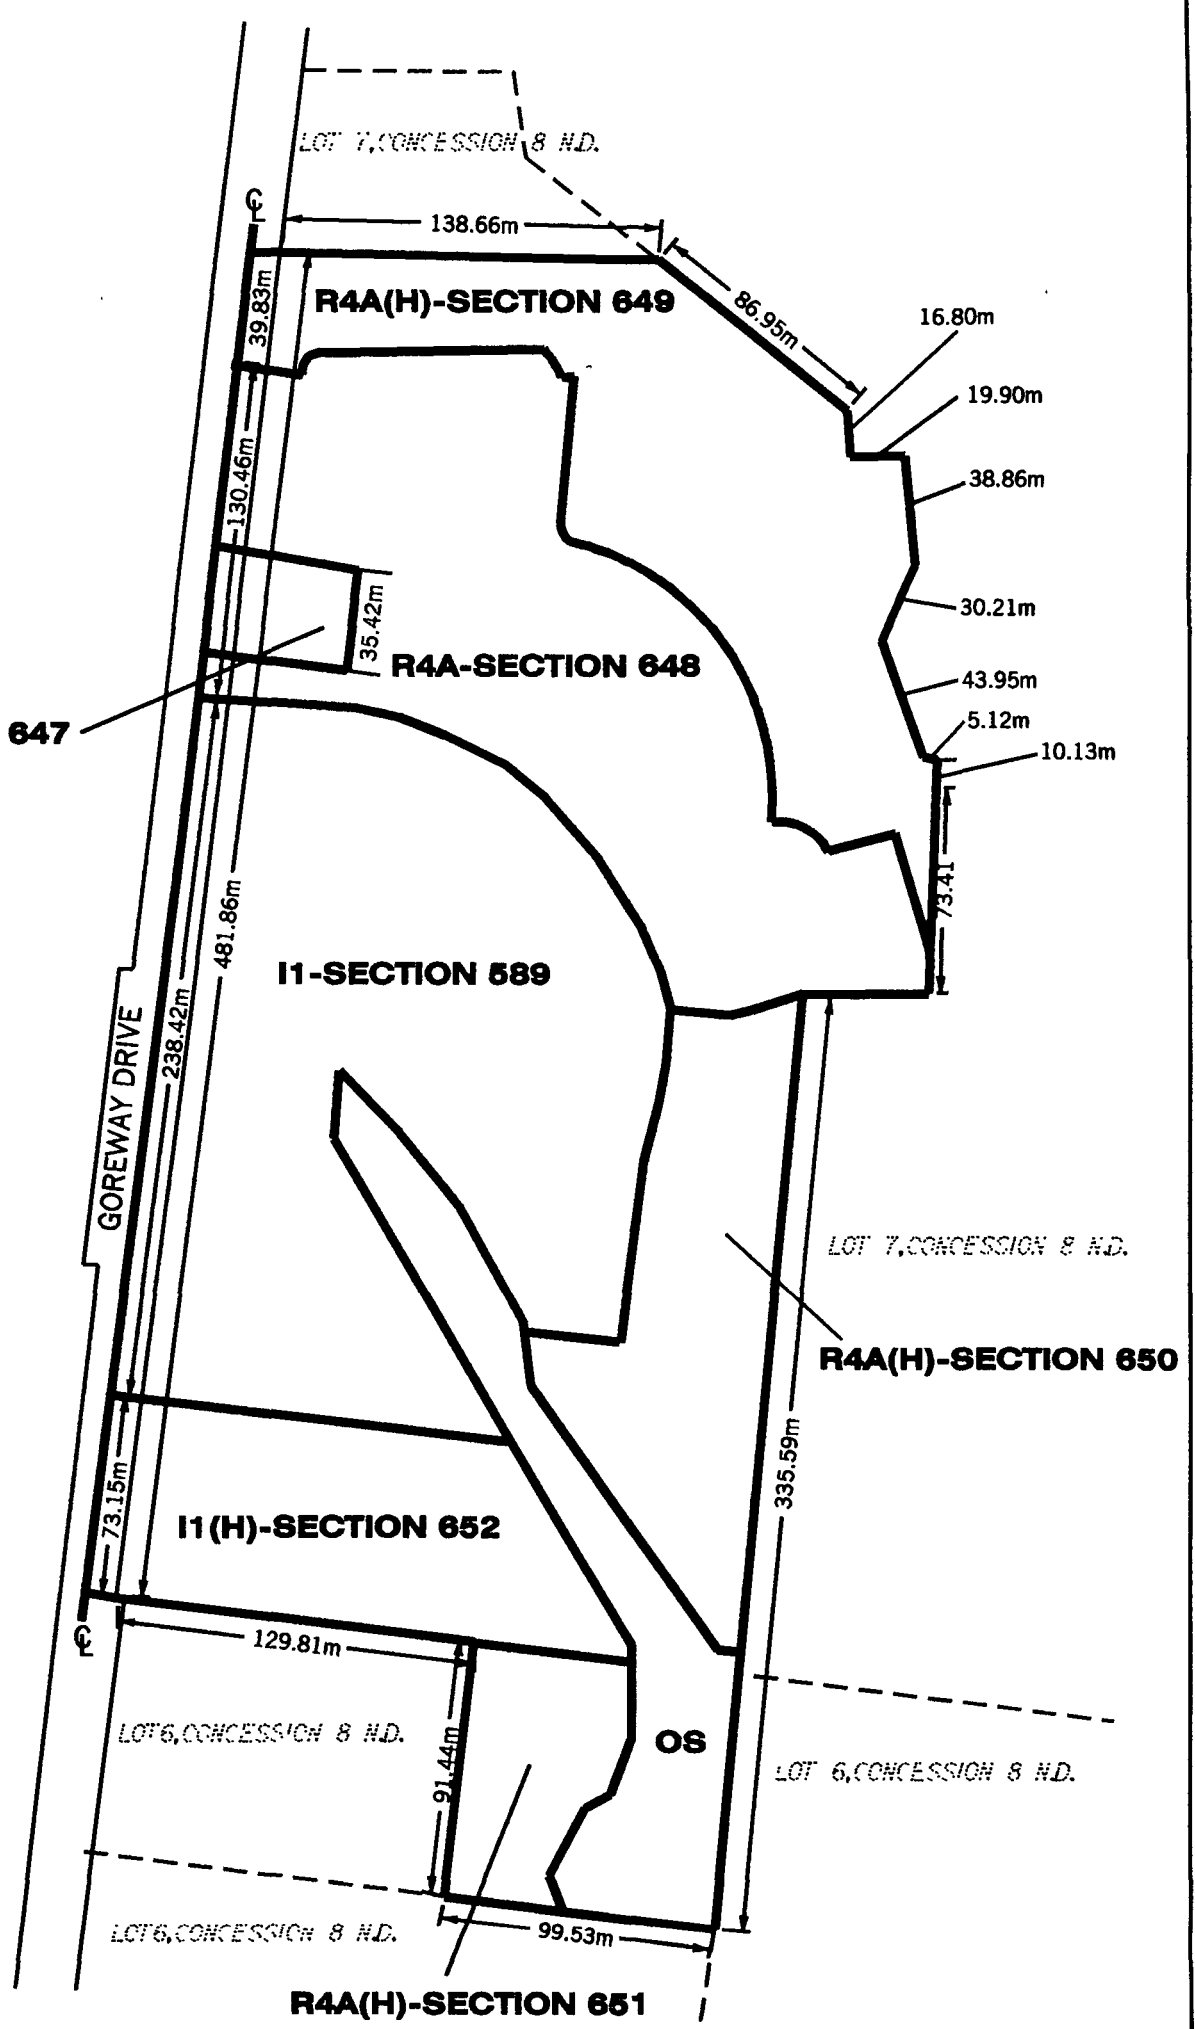 LOT 7,CONCESSION 8 N.D.
℄
138.66m
39.83m
R4A(H)-SECTION 649
86.95m
16.80m
19.90m
130.46m
38.86m
35.42m
30.21m
R4A-SECTION 648
43.95m
647
5.12m
10.13m
73.41
481.86m
I1-SECTION 589
238.42m
GOREWAY DRIVE
LOT 7,CONCESSION 8 N.D.
R4A(H)-SECTION 650
335.59m
73.15m
I1(H)-SECTION 652
℄
129.81m
LOT6,CONCESSION 8 N.D.
OS
91.44m
LOT 6,CONCESSION 8 N.D.
LOT6,CONCESSION 8 N.D.
99.53m
R4A(H)-SECTION 651